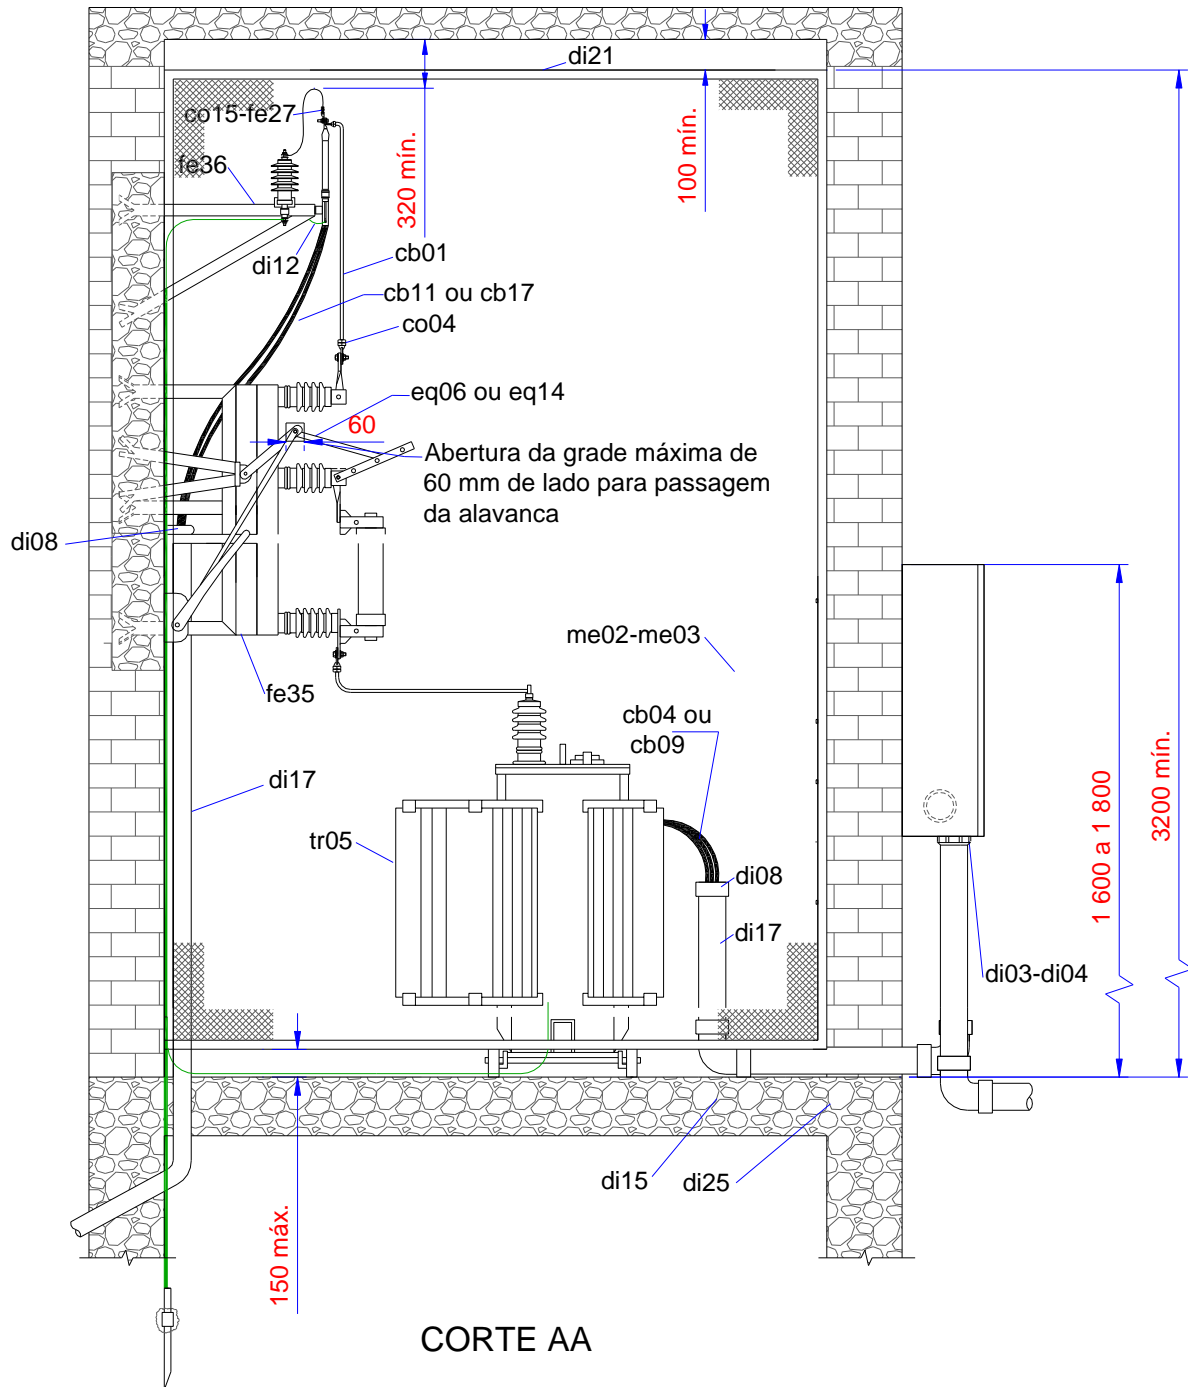 di21
co15-fe27
fe36
320 mín.
100 mín.
di12
cb01
cb11 ou cb17
co04
eq06 ou eq14
60
Abertura da grade máxima de
60 mm de lado para passagem
da alavanca
di08
me02-me03
fe35
cb04 ou
cb09
di17
tr05
di08
di17
1 600 a 1 800
3200 mín.
di03-di04
di15
di25
150 máx.
CORTE AA